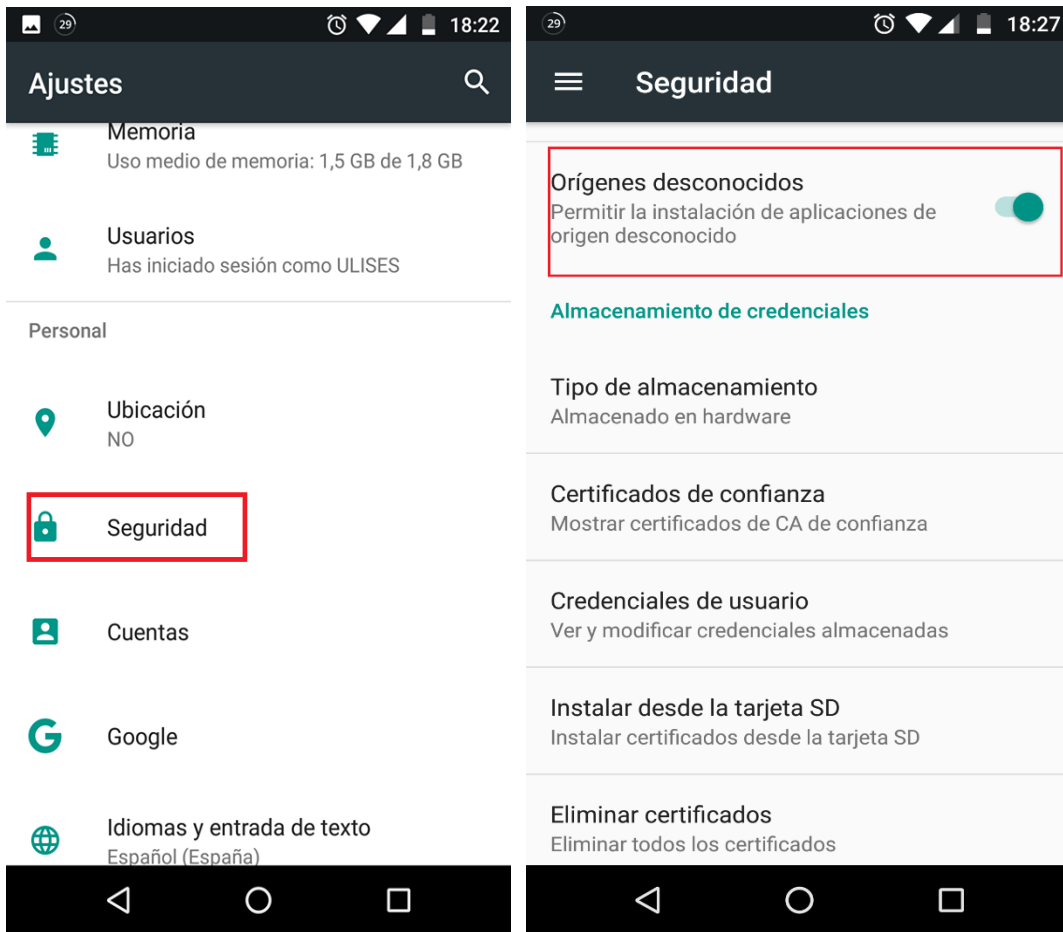 29
18:22
Ajustes
Memoria
Uso medio de memoria: 1,5 GB de 1,8 GB
Usuarios
Has iniciado sesión como ULISES
Personal
Ubicación
NO
Seguridad
Cuentas
Google
Idiomas y entrada de texto
Español (España)
29
18:27
Seguridad
Orígenes desconocidos
Permitir la instalación de aplicaciones de
origen desconocido
Almacenamiento de credenciales
Tipo de almacenamiento
Almacenado en hardware
Certificados de confianza
Mostrar certificados de CA de confianza
Credenciales de usuario
Ver y modificar credenciales almacenadas
Instalar desde la tarjeta SD
Instalar certificados desde la tarjeta SD
Eliminar certificados
Eliminar todos los certificados